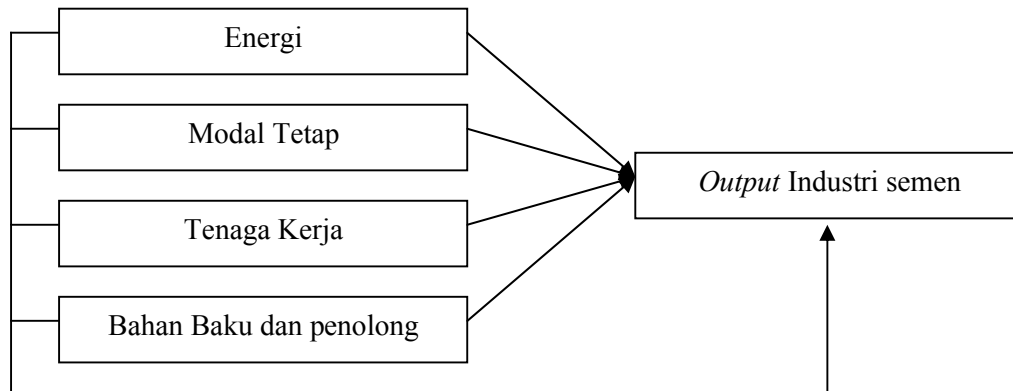 Energi
Modal Tetap
Output Industri semen
Tenaga Kerja
Bahan Baku dan penolong